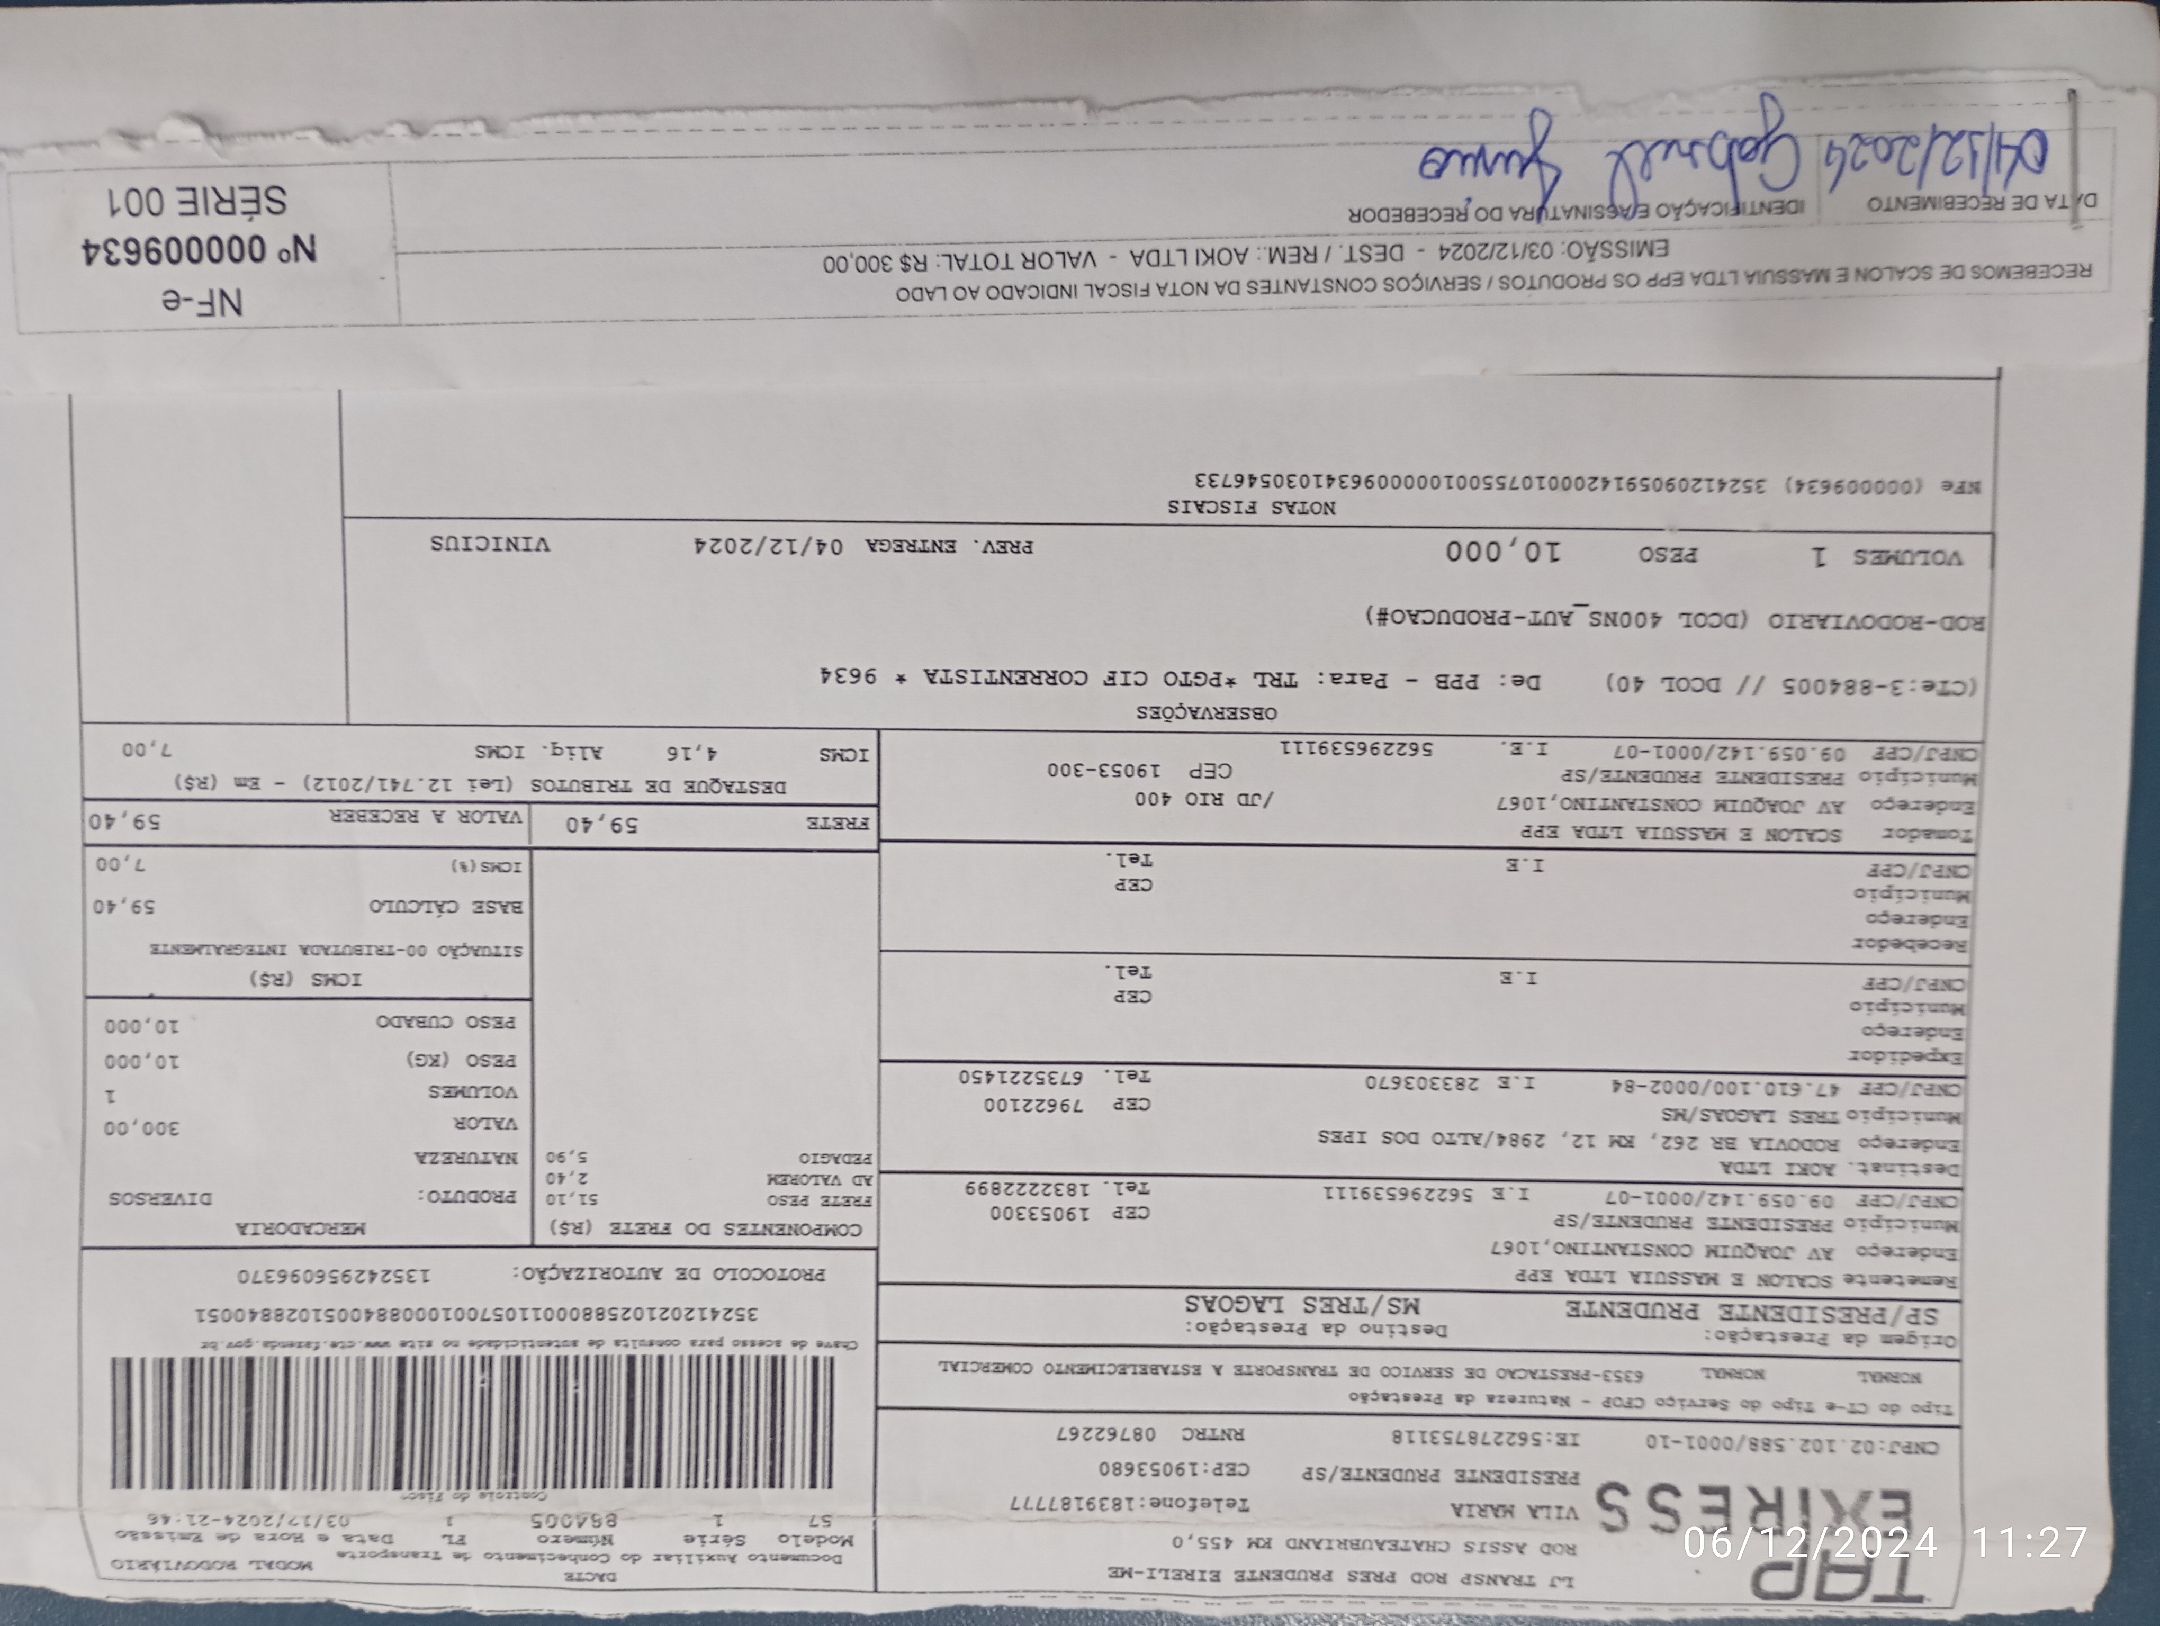 TAP
EXPRESS
LJ TRANSP ROD PRES PRUDENTE EIRELI-ME
ROD ASSIS CHATEAUBRIAND KM 455,0
VILA MARIA Telefone:1839187777
PRESIDENTE PRUDENTE/SP CEP:19053680
CNPJ:02.102.588/0001-10 IE:562278753118 RNTRC 08762267
DACTE
Documento Auxiliar do Conhecimento de Transporte MODAL RODOVIÁRIO
Modelo Série Número FL Data e Hora de Emissão
57 1 884005 1 03/12/2024-21:46
Controle do Fisco
Chave de acesso para consulta de autenticidade no site www.cte.fazenda.gov.br
35241202102588000110570010008840051028840051
PROTOCOLO DE AUTORIZAÇÃO: 135242956096370
Tipo do CT-e Tipo do Serviço CFOP - Natureza da Prestação
NORMAL NORMAL 6353-PRESTACAO DE SERVICO DE TRANSPORTE A ESTABELECIMENTO COMERCIAL
Origem da Prestação: Destino da Prestação:
SP/PRESIDENTE PRUDENTE MS/TRES LAGOAS
Remetente SCALON E MASSUIA LTDA EPP
Endereço AV JOAQUIM CONSTANTINO,1067
Município PRESIDENTE PRUDENTE/SP CEP 19053300
CNPJ/CPF 09.059.142/0001-07 I.E 562296539111 Tel. 1832222899
Destinat. AOKI LTDA
Endereço RODOVIA BR 262, KM 12, 2984/ALTO DOS IPES
Município TRES LAGOAS/MS CEP 79622100
CNPJ/CPF 47.610.100/0002-84 I.E 283303670 Tel. 6735221450
Expedidor
Endereço
Município CEP
CNPJ/CPF I.E Tel.
Recebedor
Endereço
Município CEP
CNPJ/CPF I.E Tel.
Tomador SCALON E MASSUIA LTDA EPP
Endereço AV JOAQUIM CONSTANTINO,1067 /JD RIO 400
Município PRESIDENTE PRUDENTE/SP CEP 19053-300
CNPJ/CPF 09.059.142/0001-07 I.E. 562296539111
COMPONENTES DO FRETE (R$)
FRETE PESO 51,10
AD VALOREM 2,40
PEDAGIO 5,90
MERCADORIA
PRODUTO: DIVERSOS
NATUREZA
VALOR 300,00
VOLUMES 1
PESO (KG) 10,000
PESO CUBADO 10,000
ICMS (R$)
SITUAÇÃO 00-TRIBUTADA INTEGRALMENTE
BASE CÁLCULO 59,40
ICMS(%) 7,00
FRETE 59,40 VALOR A RECEBER 59,40
DESTAQUE DE TRIBUTOS (Lei 12.741/2012) - Em (R$)
ICMS 4,16 Aliq. ICMS 7,00
OBSERVAÇÕES
(CTe:3-884005 // DCOL 40) De: PPB - Para: TRL *PGTO CIF CORRENTISTA * 9634
ROD-RODOVIARIO (DCOL 400NS_AUT-PRODUCAO#)
VOLUMES 1 PESO 10,000 PREV. ENTREGA 04/12/2024 VINICIUS
NOTAS FISCAIS
NFe (000009634) 35241209059142000107550010000096341030546733
RECEBEMOS DE SCALON E MASSUIA LTDA EPP OS PRODUTOS / SERVIÇOS CONSTANTES DA NOTA FISCAL INDICADO AO LADO
EMISSÃO: 03/12/2024 - DEST. / REM.: AOKI LTDA - VALOR TOTAL: R$ 300,00
DATA DE RECEBIMENTO IDENTIFICAÇÃO E ASSINATURA DO RECEBEDOR
04/12/2024 Gabriel Junio
NF-e
Nº 000009634
SÉRIE 001
06/12/2024 11:27